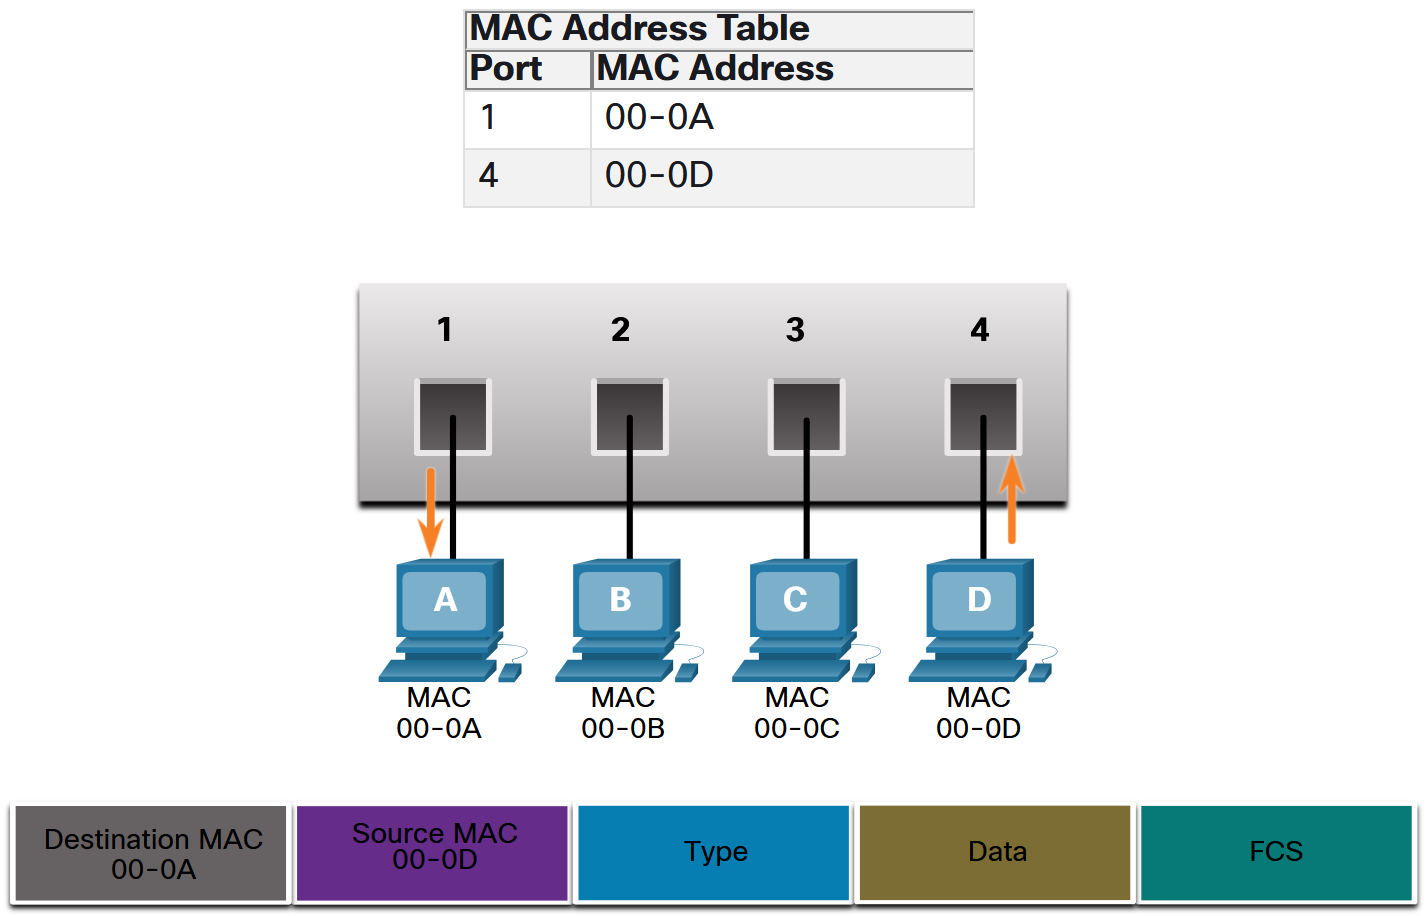 MAC Address Table
Port MAC Address
1 00-0A
4 00-0D
1 2 3 4
A B C D
MAC MAC MAC MAC
00-0A 00-0B 00-0C 00-0D
Destination MAC
00-0A
Source MAC
00-0D
Type
Data
FCS